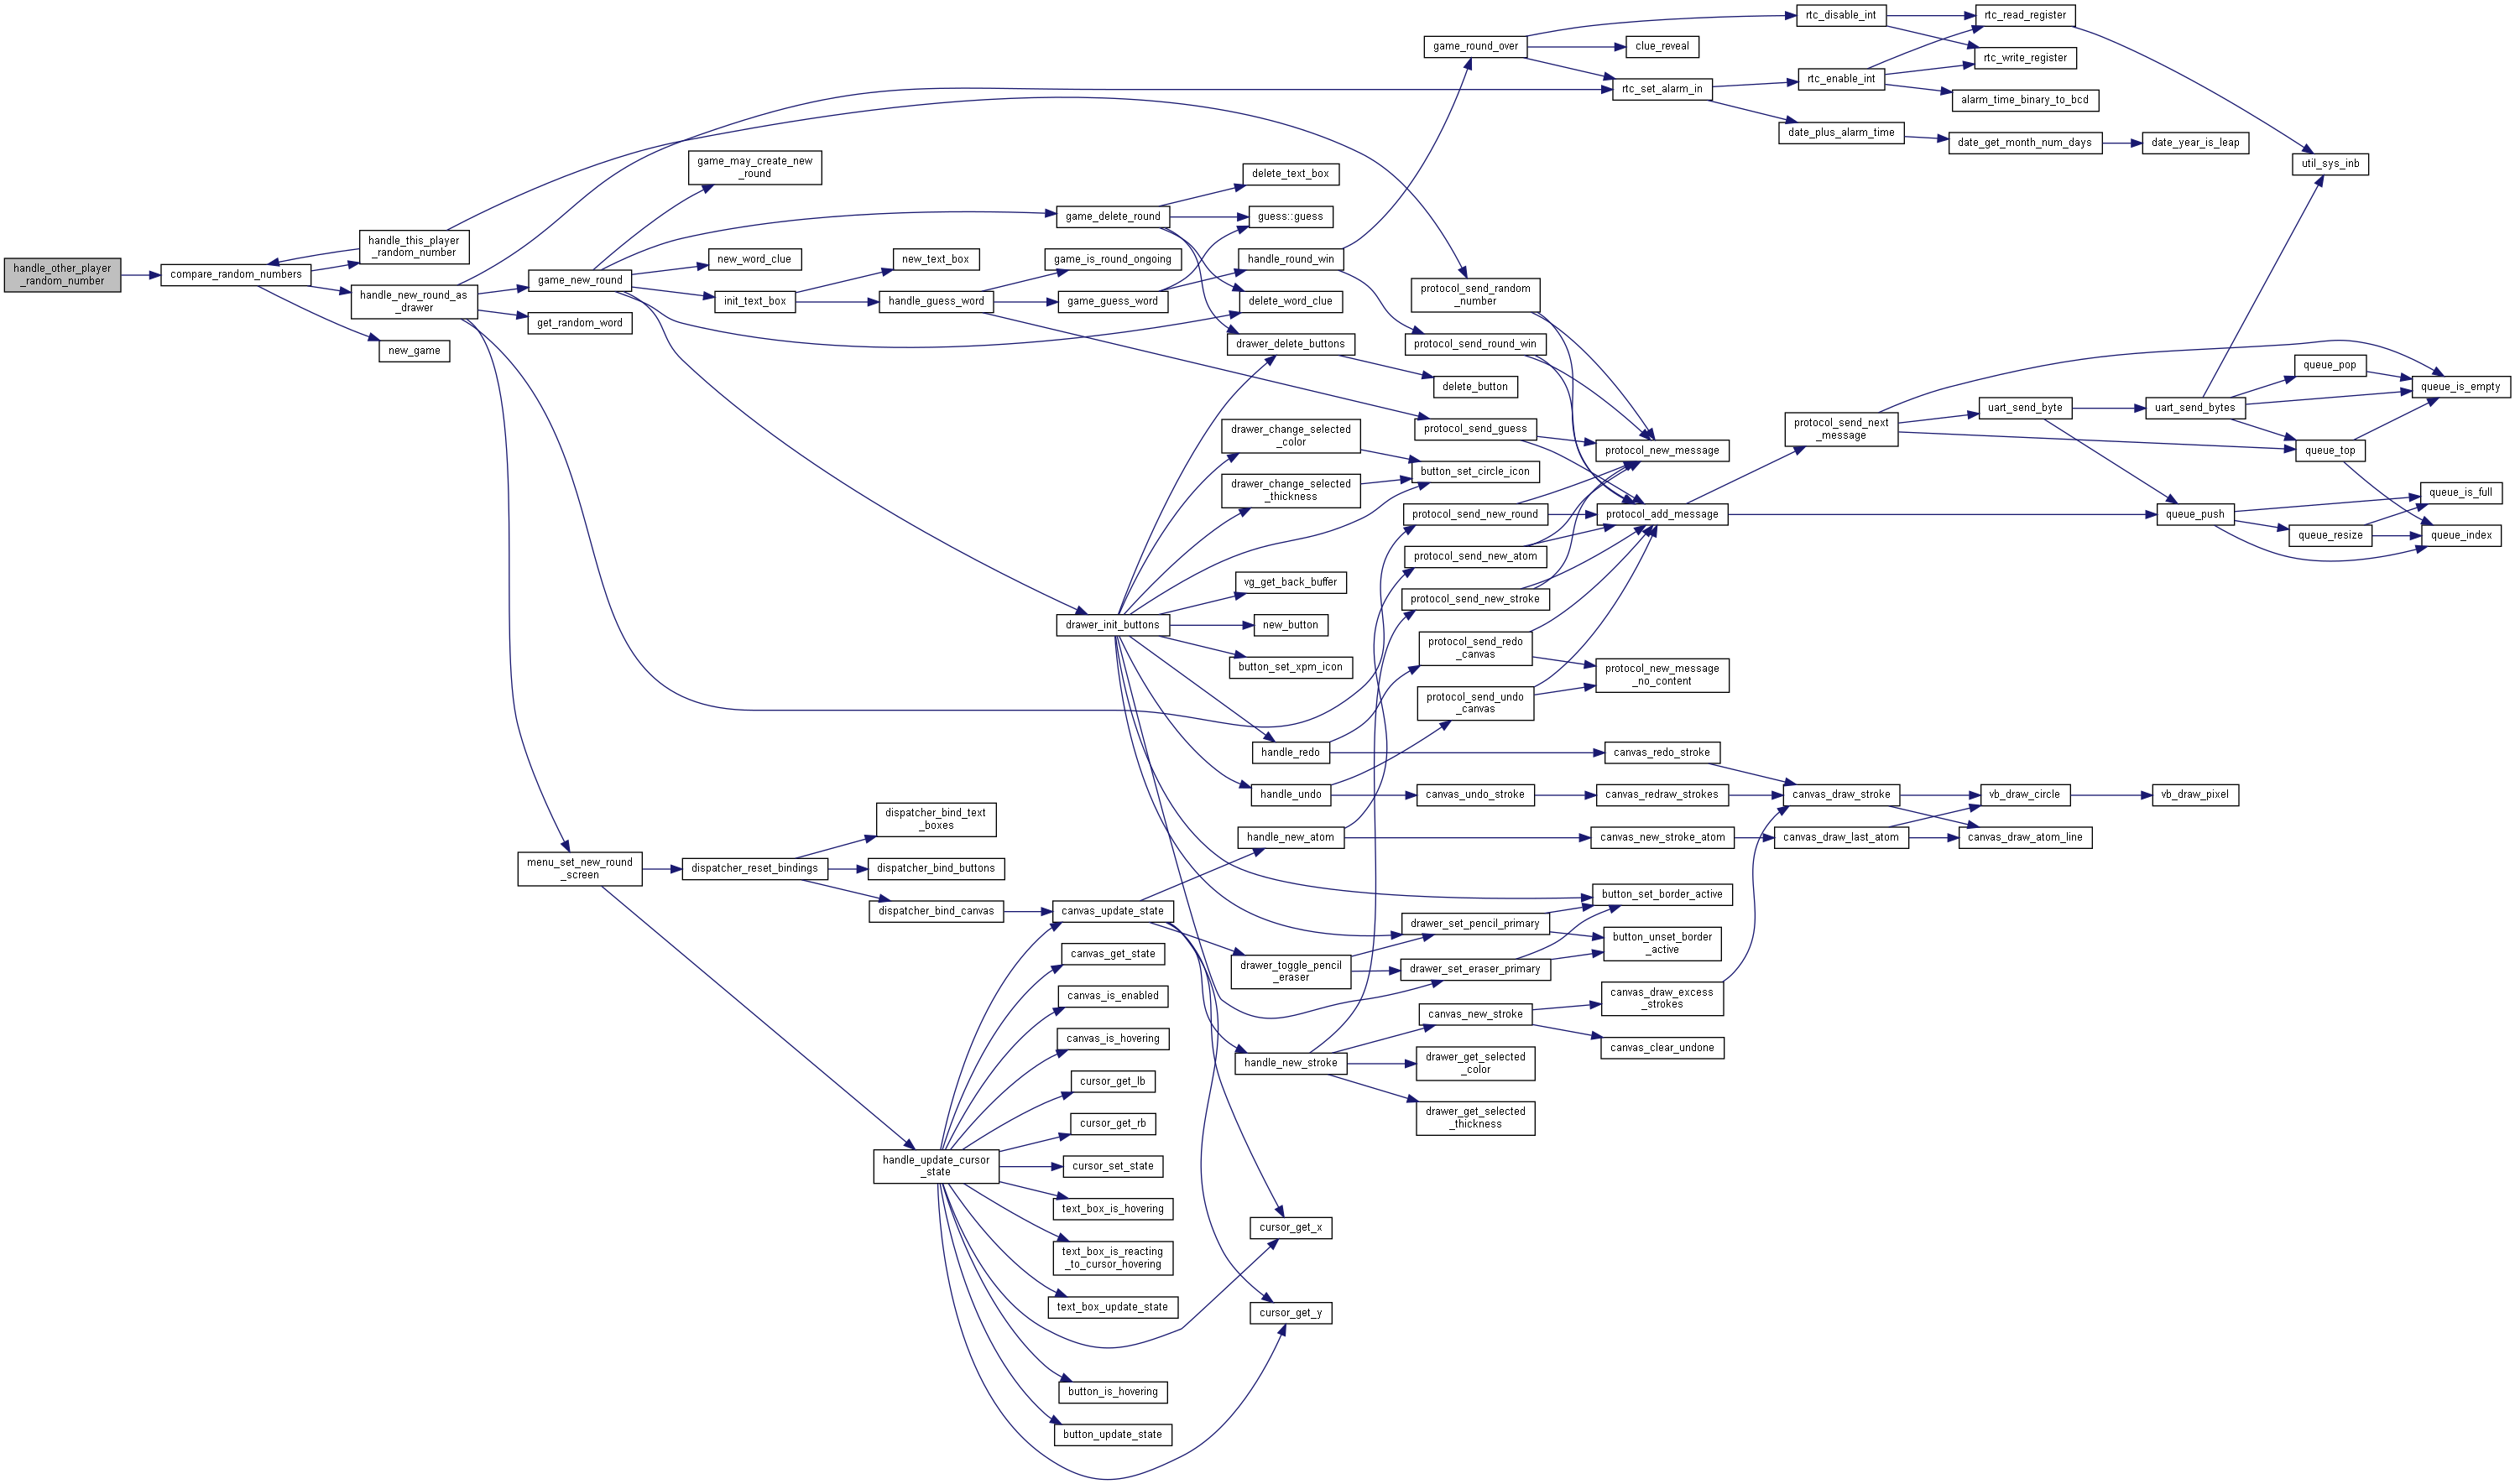 handle_other_player
_random_number
compare_random_numbers
handle_this_player
_random_number
handle_new_round_as
_drawer
new_game
game_new_round
get_random_word
menu_set_new_round
_screen
game_may_create_new
_round
new_word_clue
init_text_box
dispatcher_reset_bindings
new_text_box
handle_guess_word
dispatcher_bind_text
_boxes
dispatcher_bind_buttons
dispatcher_bind_canvas
handle_update_cursor
_state
game_delete_round
game_is_round_ongoing
game_guess_word
drawer_init_buttons
canvas_update_state
canvas_get_state
canvas_is_enabled
canvas_is_hovering
cursor_get_lb
cursor_get_rb
cursor_set_state
text_box_is_hovering
text_box_is_reacting
_to_cursor_hovering
text_box_update_state
button_is_hovering
button_update_state
delete_text_box
guess::guess
handle_round_win
delete_word_clue
drawer_delete_buttons
drawer_change_selected
_color
drawer_change_selected
_thickness
vg_get_back_buffer
new_button
button_set_xpm_icon
handle_redo
handle_undo
handle_new_atom
drawer_toggle_pencil
_eraser
handle_new_stroke
cursor_get_x
cursor_get_y
game_round_over
protocol_send_random
_number
protocol_send_round_win
delete_button
protocol_send_guess
button_set_circle_icon
protocol_send_new_round
protocol_send_new_atom
protocol_send_new_stroke
protocol_send_redo
_canvas
protocol_send_undo
_canvas
canvas_undo_stroke
drawer_set_pencil_primary
drawer_set_eraser_primary
canvas_new_stroke
drawer_get_selected
_color
drawer_get_selected
_thickness
clue_reveal
rtc_set_alarm_in
protocol_new_message
protocol_add_message
protocol_new_message
_no_content
canvas_redo_stroke
canvas_redraw_strokes
canvas_new_stroke_atom
button_set_border_active
button_unset_border
_active
canvas_draw_excess
_strokes
canvas_clear_undone
rtc_disable_int
rtc_enable_int
date_plus_alarm_time
protocol_send_next
_message
canvas_draw_stroke
canvas_draw_last_atom
rtc_read_register
rtc_write_register
alarm_time_binary_to_bcd
date_get_month_num_days
uart_send_byte
vb_draw_circle
canvas_draw_atom_line
date_year_is_leap
uart_send_bytes
queue_push
vb_draw_pixel
util_sys_inb
queue_pop
queue_top
queue_resize
queue_is_empty
queue_is_full
queue_index